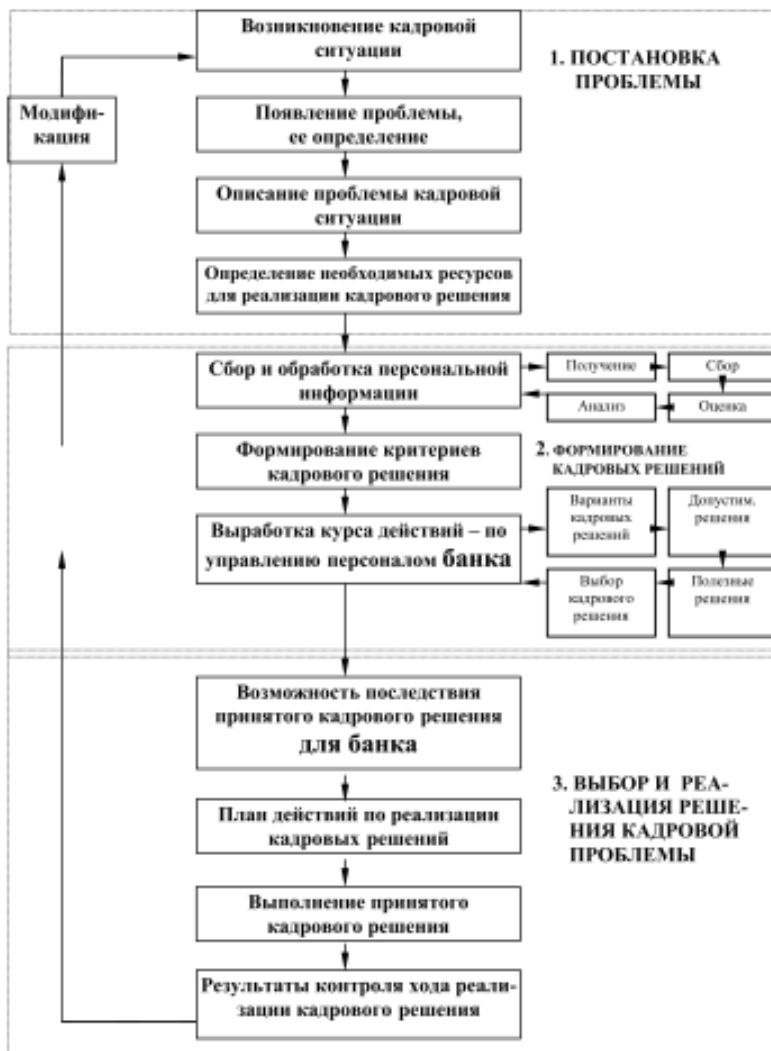 Возникновение кадровой
ситуации
1. ПОСТАНОВКА
ПРОБЛЕМЫ
Модифи-
кация
Появление проблемы,
ее определение
Описание проблемы кадровой
ситуации
Определение необходимых ресурсов
для реализации кадрового решения
Сбор и обработка персональной
информации
Получение
Сбор
Анализ
Оценка
Формирование критериев
кадрового решения
2. ФОРМИРОВАНИЕ
КАДРОВЫХ РЕШЕНИЙ
Выработка курса действий – по
управлению персоналом банка
Варианты
кадровых
решений
Допустим.
решения
Выбор
кадрового
решения
Полезные
решения
Возможность последствия
принятого кадрового решения
для банка
3. ВЫБОР И РЕА-
ЛИЗАЦИЯ РЕШЕ-
НИЯ КАДРОВОЙ
ПРОБЛЕМЫ
План действий по реализации
кадровых решений
Выполнение принятого
кадрового решения
Результаты контроля хода реали-
зации кадрового решения